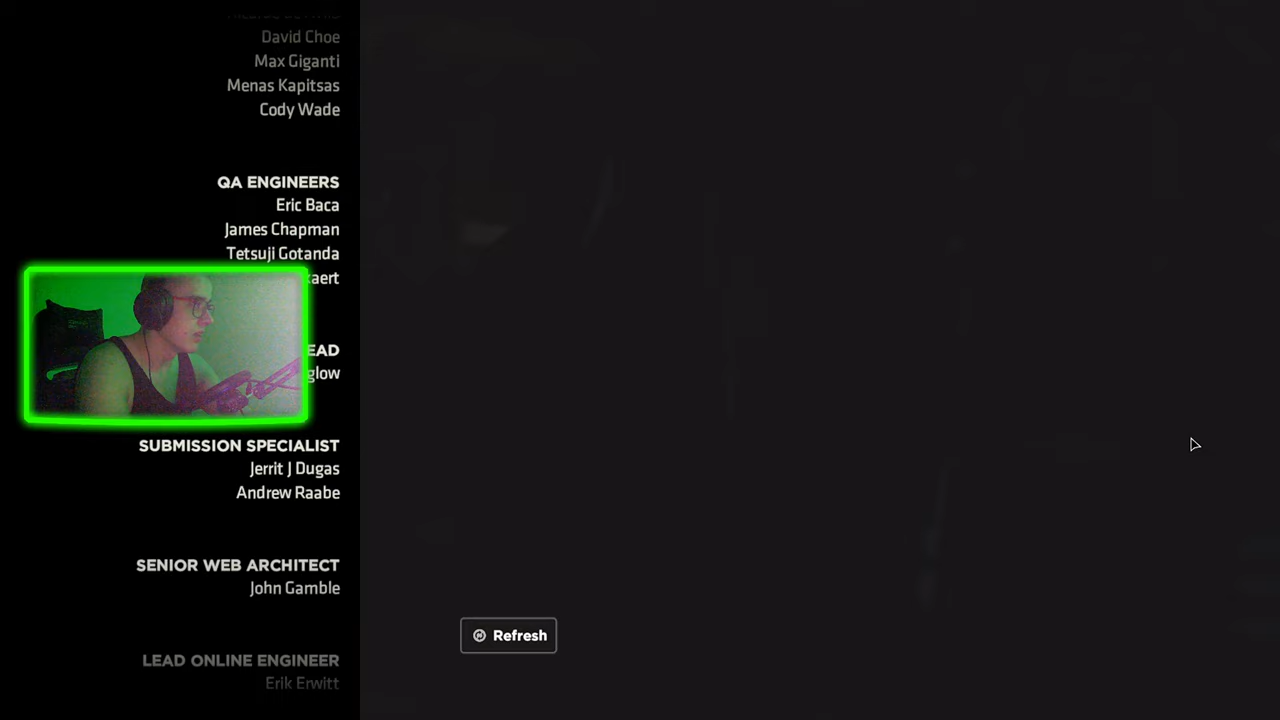 David Choe
Max Giganti
Menas Kapitsas
Cody Wade
QA ENGINEERS
Eric Baca
James Chapman
Tetsuji Gotanda
SUBMISSION SPECIALIST
Jerrit J Dugas
Andrew Raabe
SENIOR WEB ARCHITECT
John Gamble
Refresh
LEAD ONLINE ENGINEER
Erik Erwitt